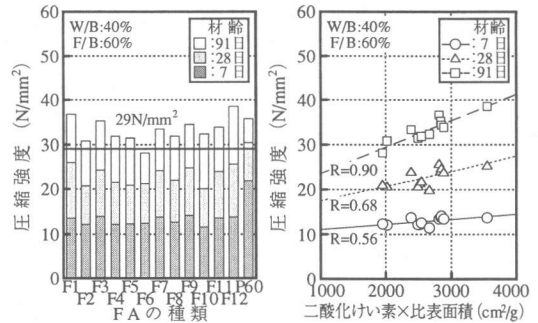 W/B:40%
F/B:60%
材齢
:91日
:28日
:7日
29N/mm²
圧縮強度 (N/mm²)
60
50
40
30
20
10
0
F1 F2 F3 F4 F5 F6 F7 F8 F9 F10 F11 F12 P60
FAの種類
W/B:40%
F/B:60%
材齢
:7日
:28日
:91日
圧縮強度 (N/mm²)
60
50
40
30
20
10
0
R=0.90
R=0.68
R=0.56
1000 2000 3000 4000
二酸化けい素×比表面積(cm²/g)